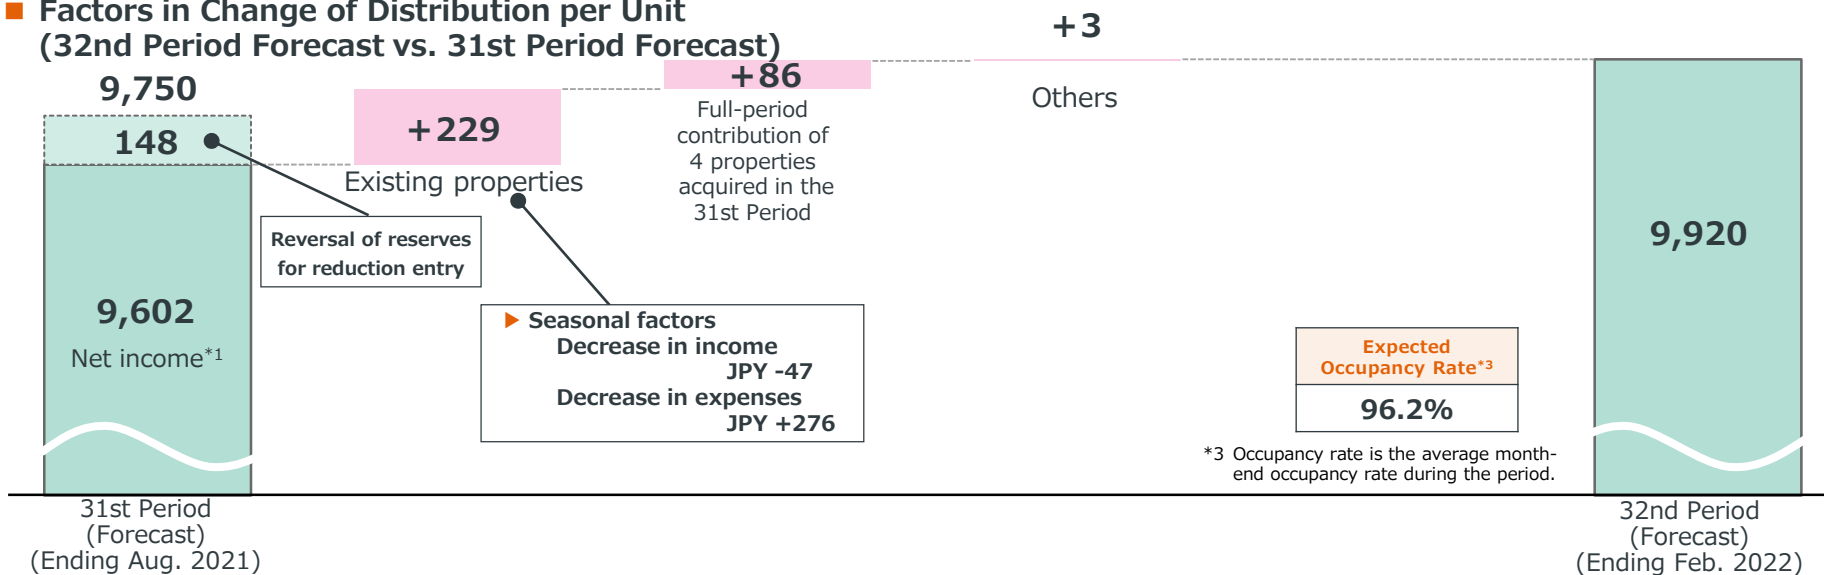 ■ Factors in Change of Distribution per Unit
(32nd Period Forecast vs. 31st Period Forecast)
9,750
148
9,602
Net income*1
31st Period
(Forecast)
(Ending Aug. 2021)
Reversal of reserves
for reduction entry
+229
Existing properties
▶ Seasonal factors
Decrease in income
JPY -47
Decrease in expenses
JPY +276
+86
Full-period
contribution of
4 properties
acquired in the
31st Period
+3
Others
Expected
Occupancy Rate*3
96.2%
*3 Occupancy rate is the average month-
end occupancy rate during the period.
9,920
32nd Period
(Forecast)
(Ending Feb. 2022)